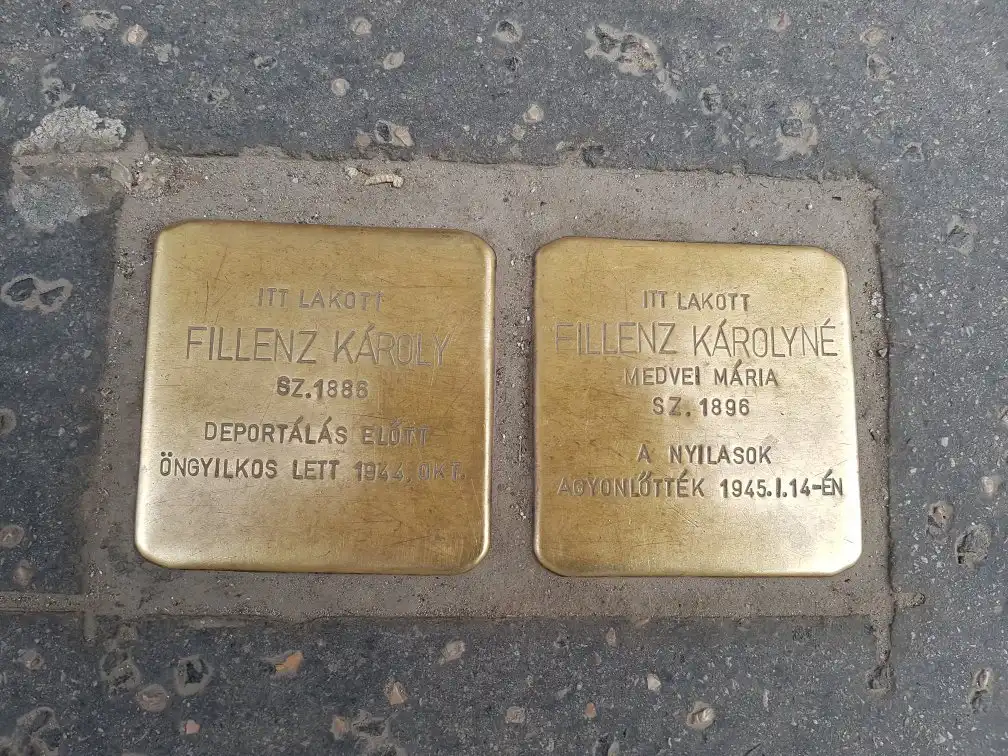 ITT LAKOTT
FILLENZ KÁROLY
SZ.1886
DEPORTÁLÁS ELŐTT
ÖNGYILKOS LETT 1944. OKT.
ITT LAKOTT
FILLENZ KÁROLYNÉ
MEDVEI MÁRIA
SZ. 1896
A NYILASOK
AGYONLŐTTÉK 1945.I.14-ÉN